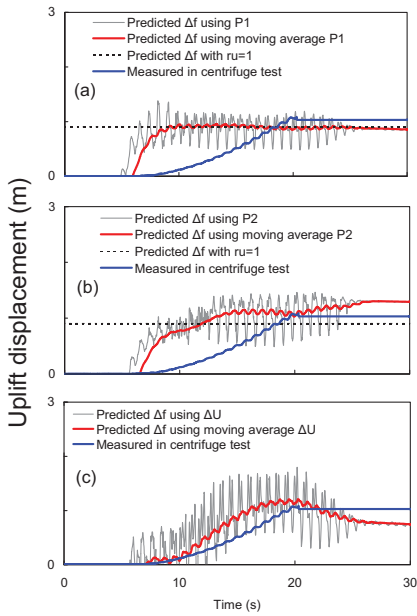 Predicted Δf using P1
Predicted Δf using moving average P1
Predicted Δf with ru=1
Measured in centrifuge test
(a)
1
0
Predicted Δf using P2
Predicted Δf using moving average P2
Predicted Δf with ru=1
Measured in centrifuge test
(b)
1
0
Uplift displacement (m)
Predicted Δf using ΔU
Predicted Δf using moving average ΔU
Measured in centrifuge test
(c)
1
0
0 10 20 30
Time (s)